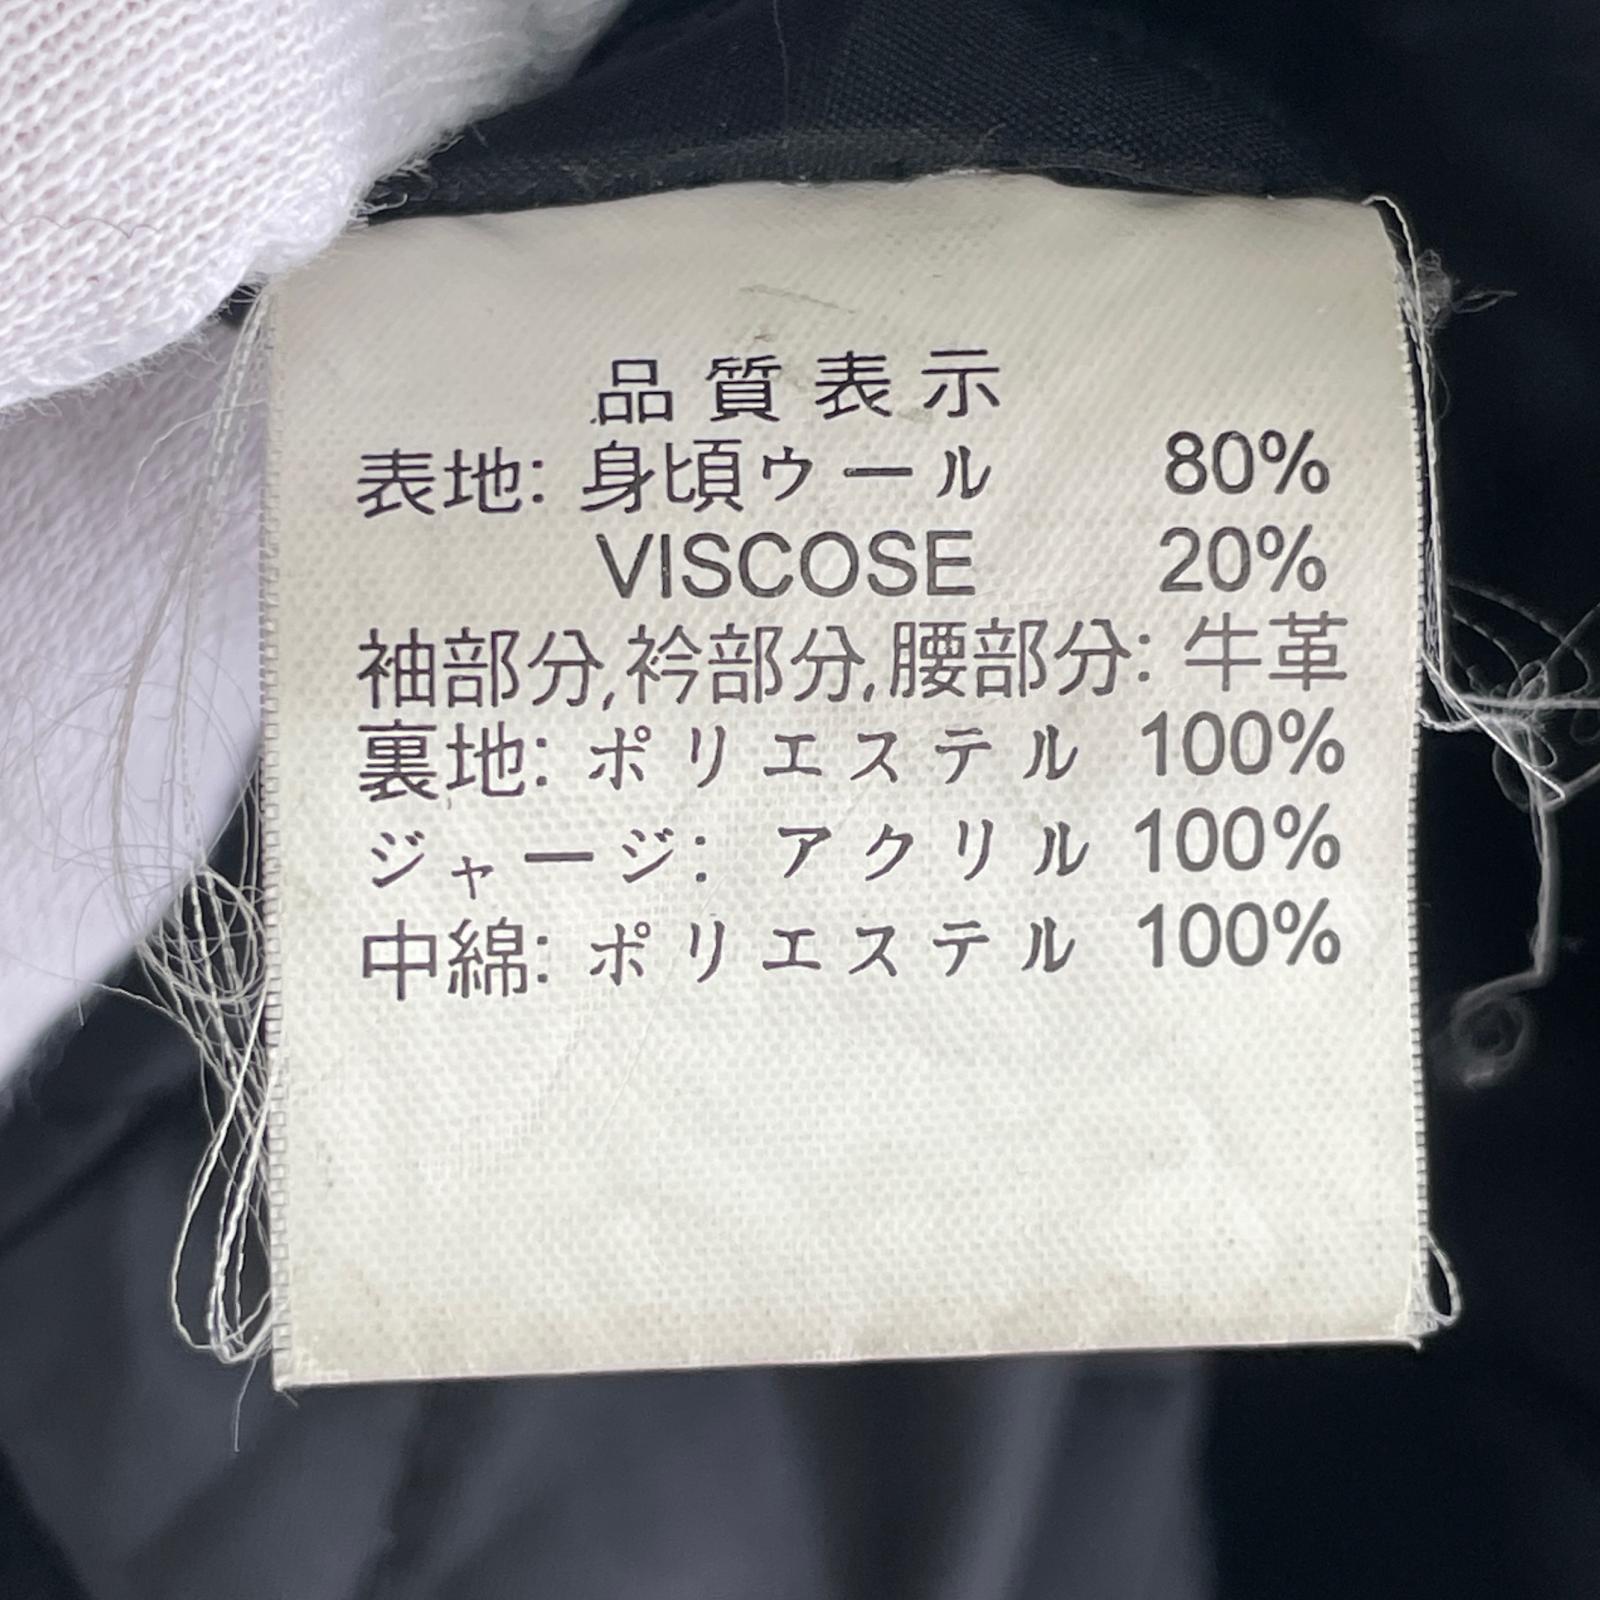 品質表示
表地: 身頃ウール 80%
VISCOSE 20%
袖部分,衿部分,腰部分: 牛革
裏地: ポリエステル 100%
ジャージ: アクリル 100%
中綿: ポリエステル 100%